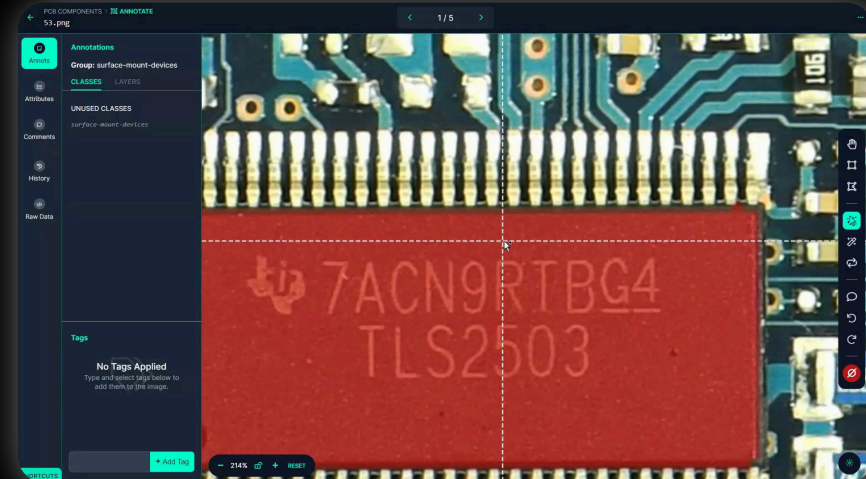 PCB COMPONENTS › ANNOTATE
53.png
1 / 5
Annots
Attributes
Comments
History
Raw Data
Annotations
Group: surface-mount-devices
CLASSES LAYERS
UNUSED CLASSES
surface-mount-devices
Tags
No Tags Applied
Type and select tags below to
add them to the image.
+ Add Tag
- 214% + RESET
106
7ACN9RTBG4
TLS2503